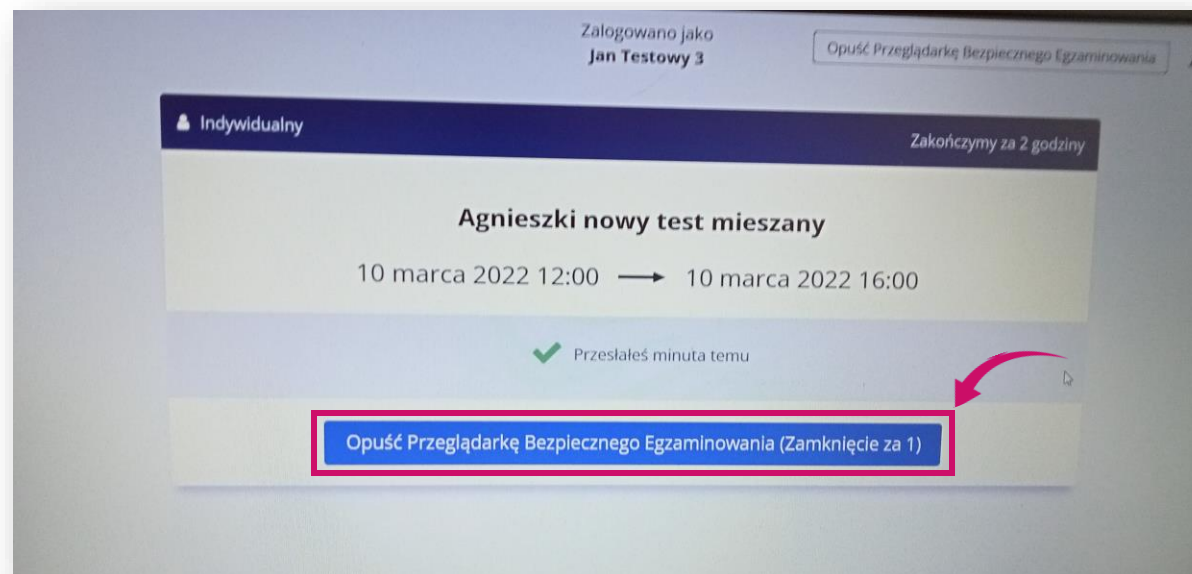 Zalogowano jako
Jan Testowy 3
Opuść Przeglądarkę Bezpiecznego Egzaminowania
Indywidualny
Zakończymy za 2 godziny
Agnieszki nowy test mieszany
10 marca 2022 12:00 → 10 marca 2022 16:00
Przesłałeś minuta temu
Opuść Przeglądarkę Bezpiecznego Egzaminowania (Zamknięcie za 1)